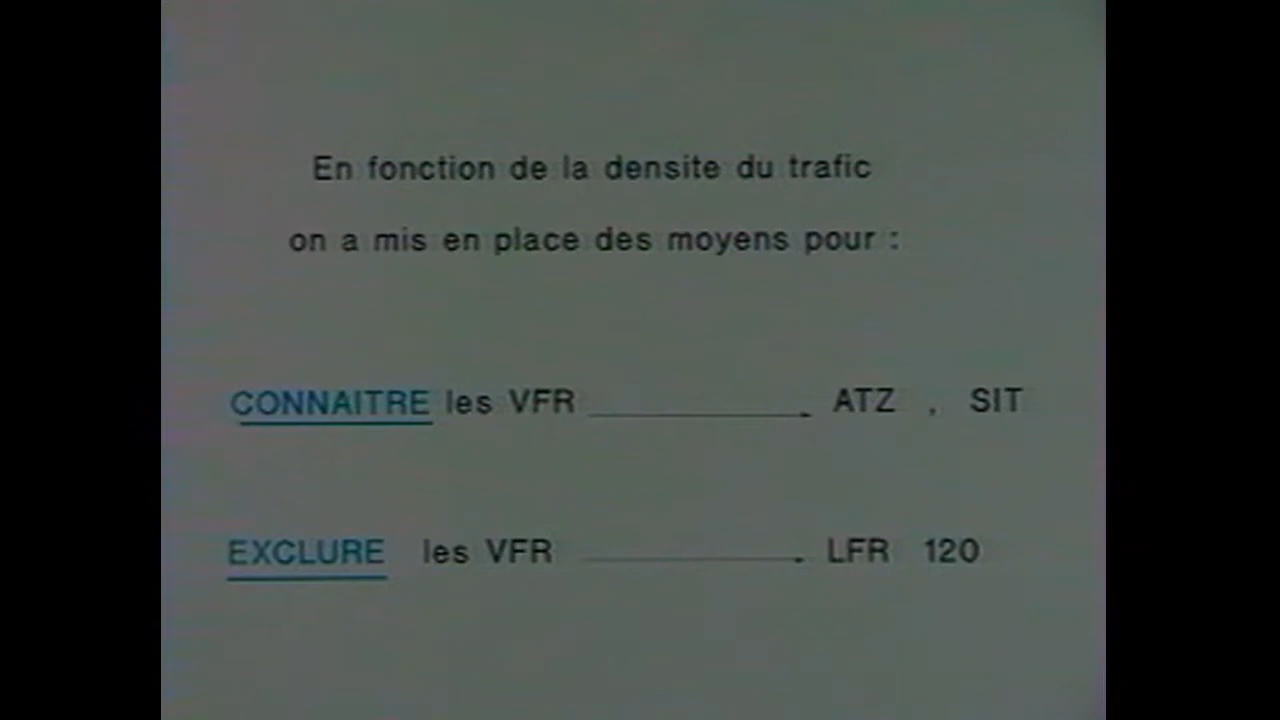 En fonction de la densite du trafic
on a mis en place des moyens pour :
CONNAITRE les VFR ATZ , SIT
EXCLURE les VFR LFR 120